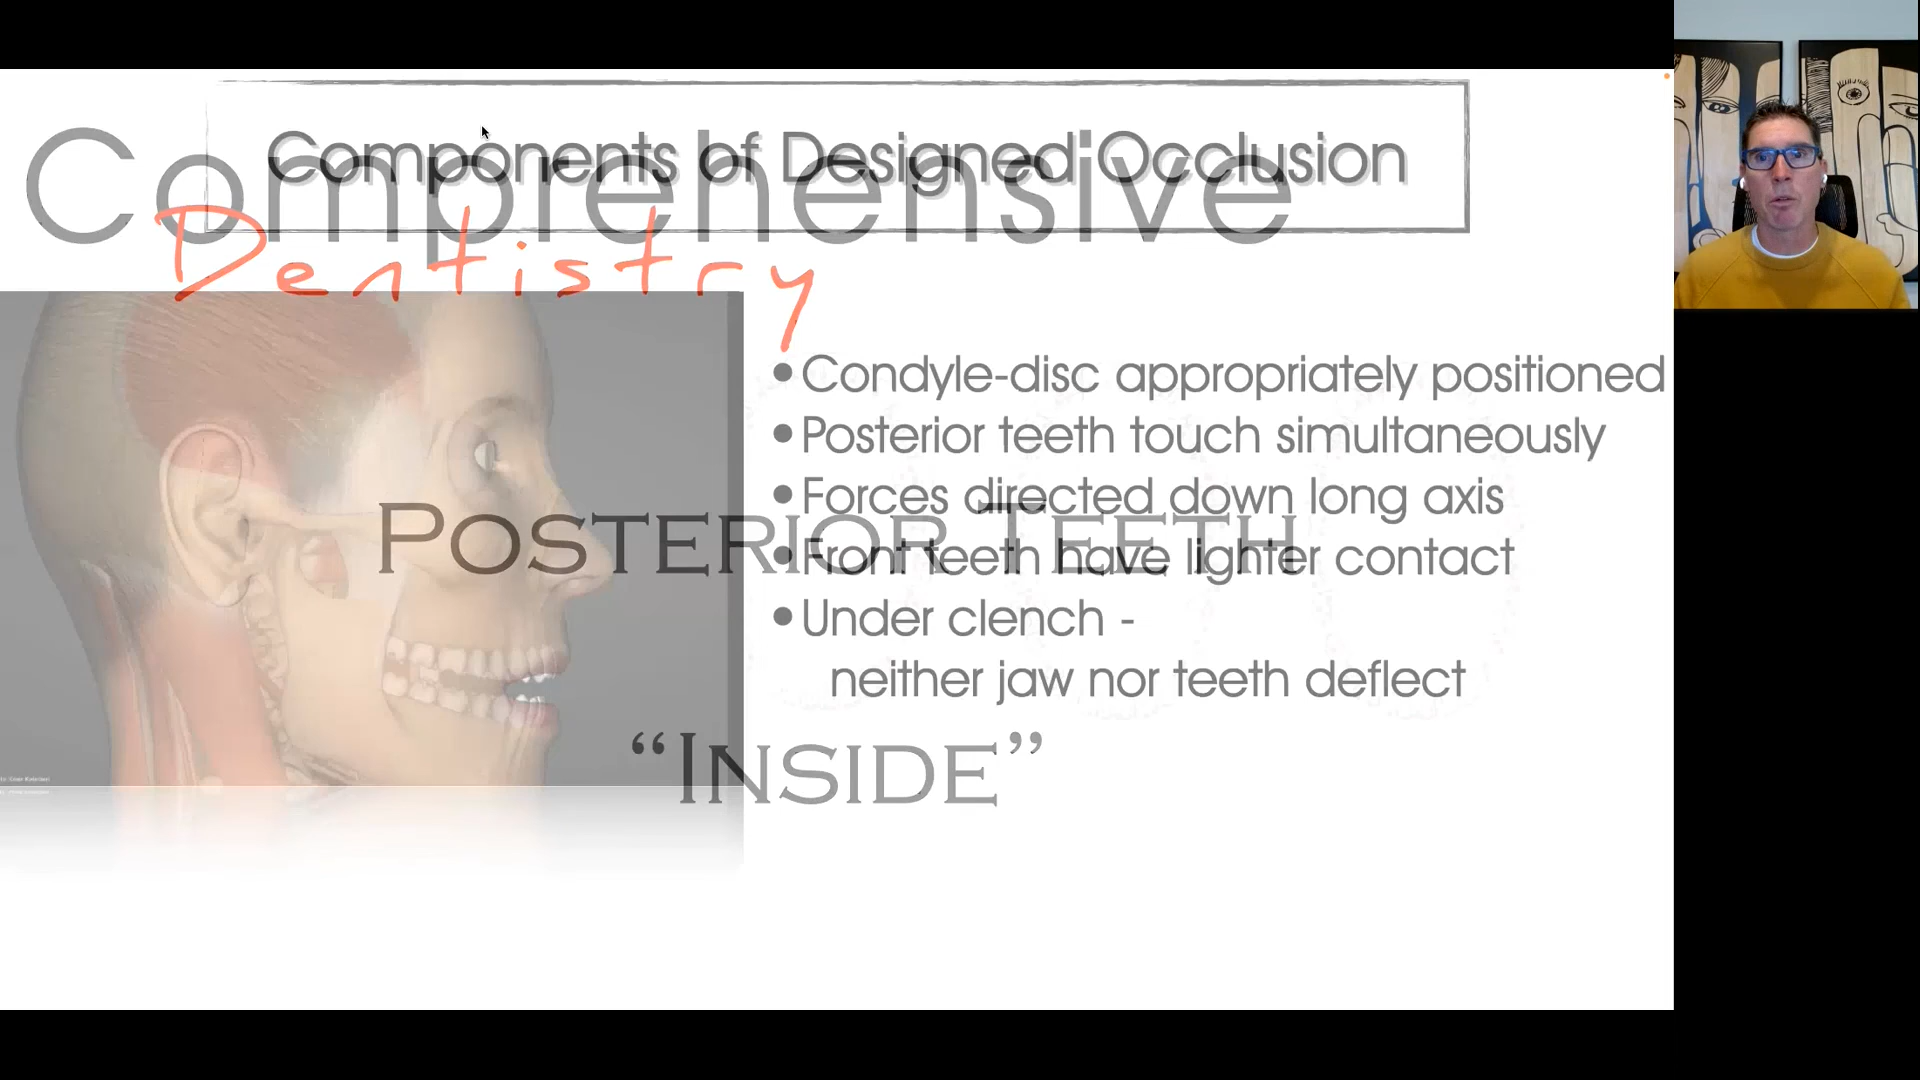 Components of Designed Occlusion
Comprehensive
Dentistry
•Condyle-disc appropriately positioned
•Posterior teeth touch simultaneously
•Forces directed down long axis
•Front teeth have lighter contact
•Under clench -
neither jaw nor teeth deflect
Posterior Teeth
“Inside”